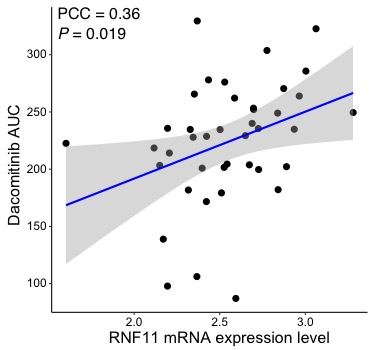 PCC = 0.36
P = 0.019
300
250
200
150
100
Dacomitinib AUC
2.0 2.5 3.0
RNF11 mRNA expression level